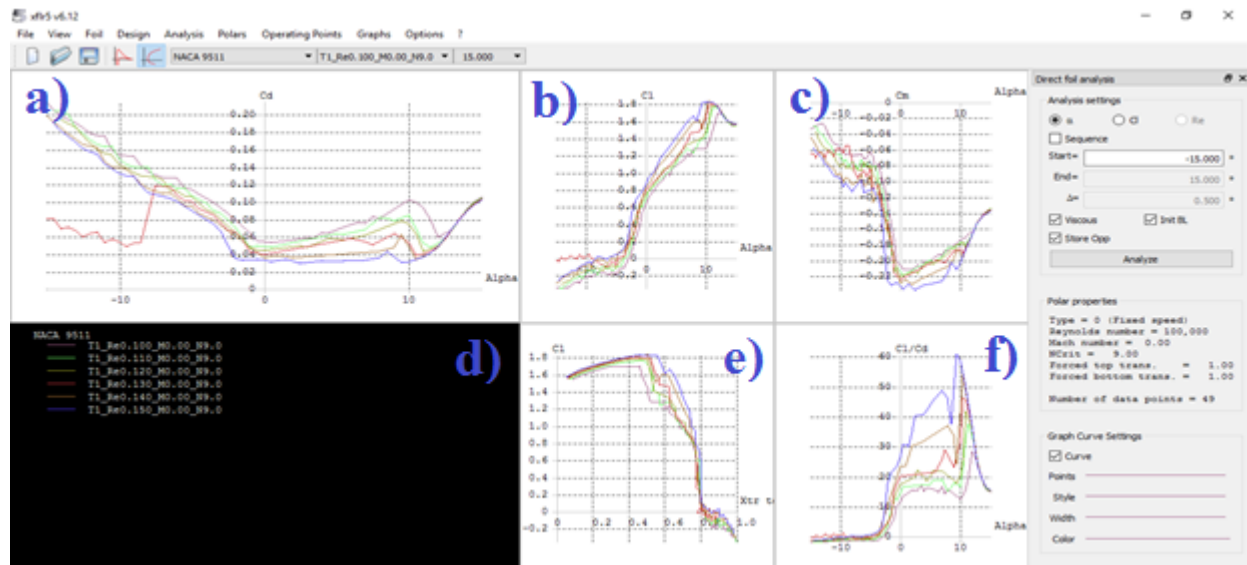 xflr5 v6.12
File View Foil Design Analysis Polars Operating Points Graphs Options ?
NACA 9511 T1_Re0.100_M0.00_N9.0 15.000
a)
Cd
0.20
0.16
0.14
0.12
0.10
0.08
0.06
0.04
0.02
0
-10 0 10
Alpha
b)
Cl
1.8
1.6
1.4
1.2
1.0
0.8
0.6
0.4
0.2
-0.2
0 10
Alpha
c)
Cm
Alpha
-10 0 10
-0.02
-0.04
-0.06
-0.08
-0.10
-0.12
-0.14
-0.16
-0.18
-0.20
-0.22
d)
NACA 9511
T1_Re0.100_M0.00_N9.0
T1_Re0.110_M0.00_N9.0
T1_Re0.120_M0.00_N9.0
T1_Re0.130_M0.00_N9.0
T1_Re0.140_M0.00_N9.0
T1_Re0.150_M0.00_N9.0
e)
Cl
1.8
1.6
1.4
1.2
1.0
0.8
0.6
0.4
0.2
0
-0.2
0 0.2 0.4 0.6 0.8 1.0
Xtr to
f)
Cl/Cd
60
50
40
30
20
10
-10 0 10
Alpha
Direct foil analysis
Analysis settings
α Cl Re
Sequence
Start= -15.000 °
End= 15.000 °
Δ= 0.500 °
Viscous Init BL
Store Opp
Analyze
Polar properties
Type = 0 (Fixed speed)
Reynolds number = 100,000
Mach number = 0.00
NCrit = 9.00
Forced top trans. = 1.00
Forced bottom trans. = 1.00
Number of data points = 49
Graph Curve Settings
Curve
Points
Style
Width
Color